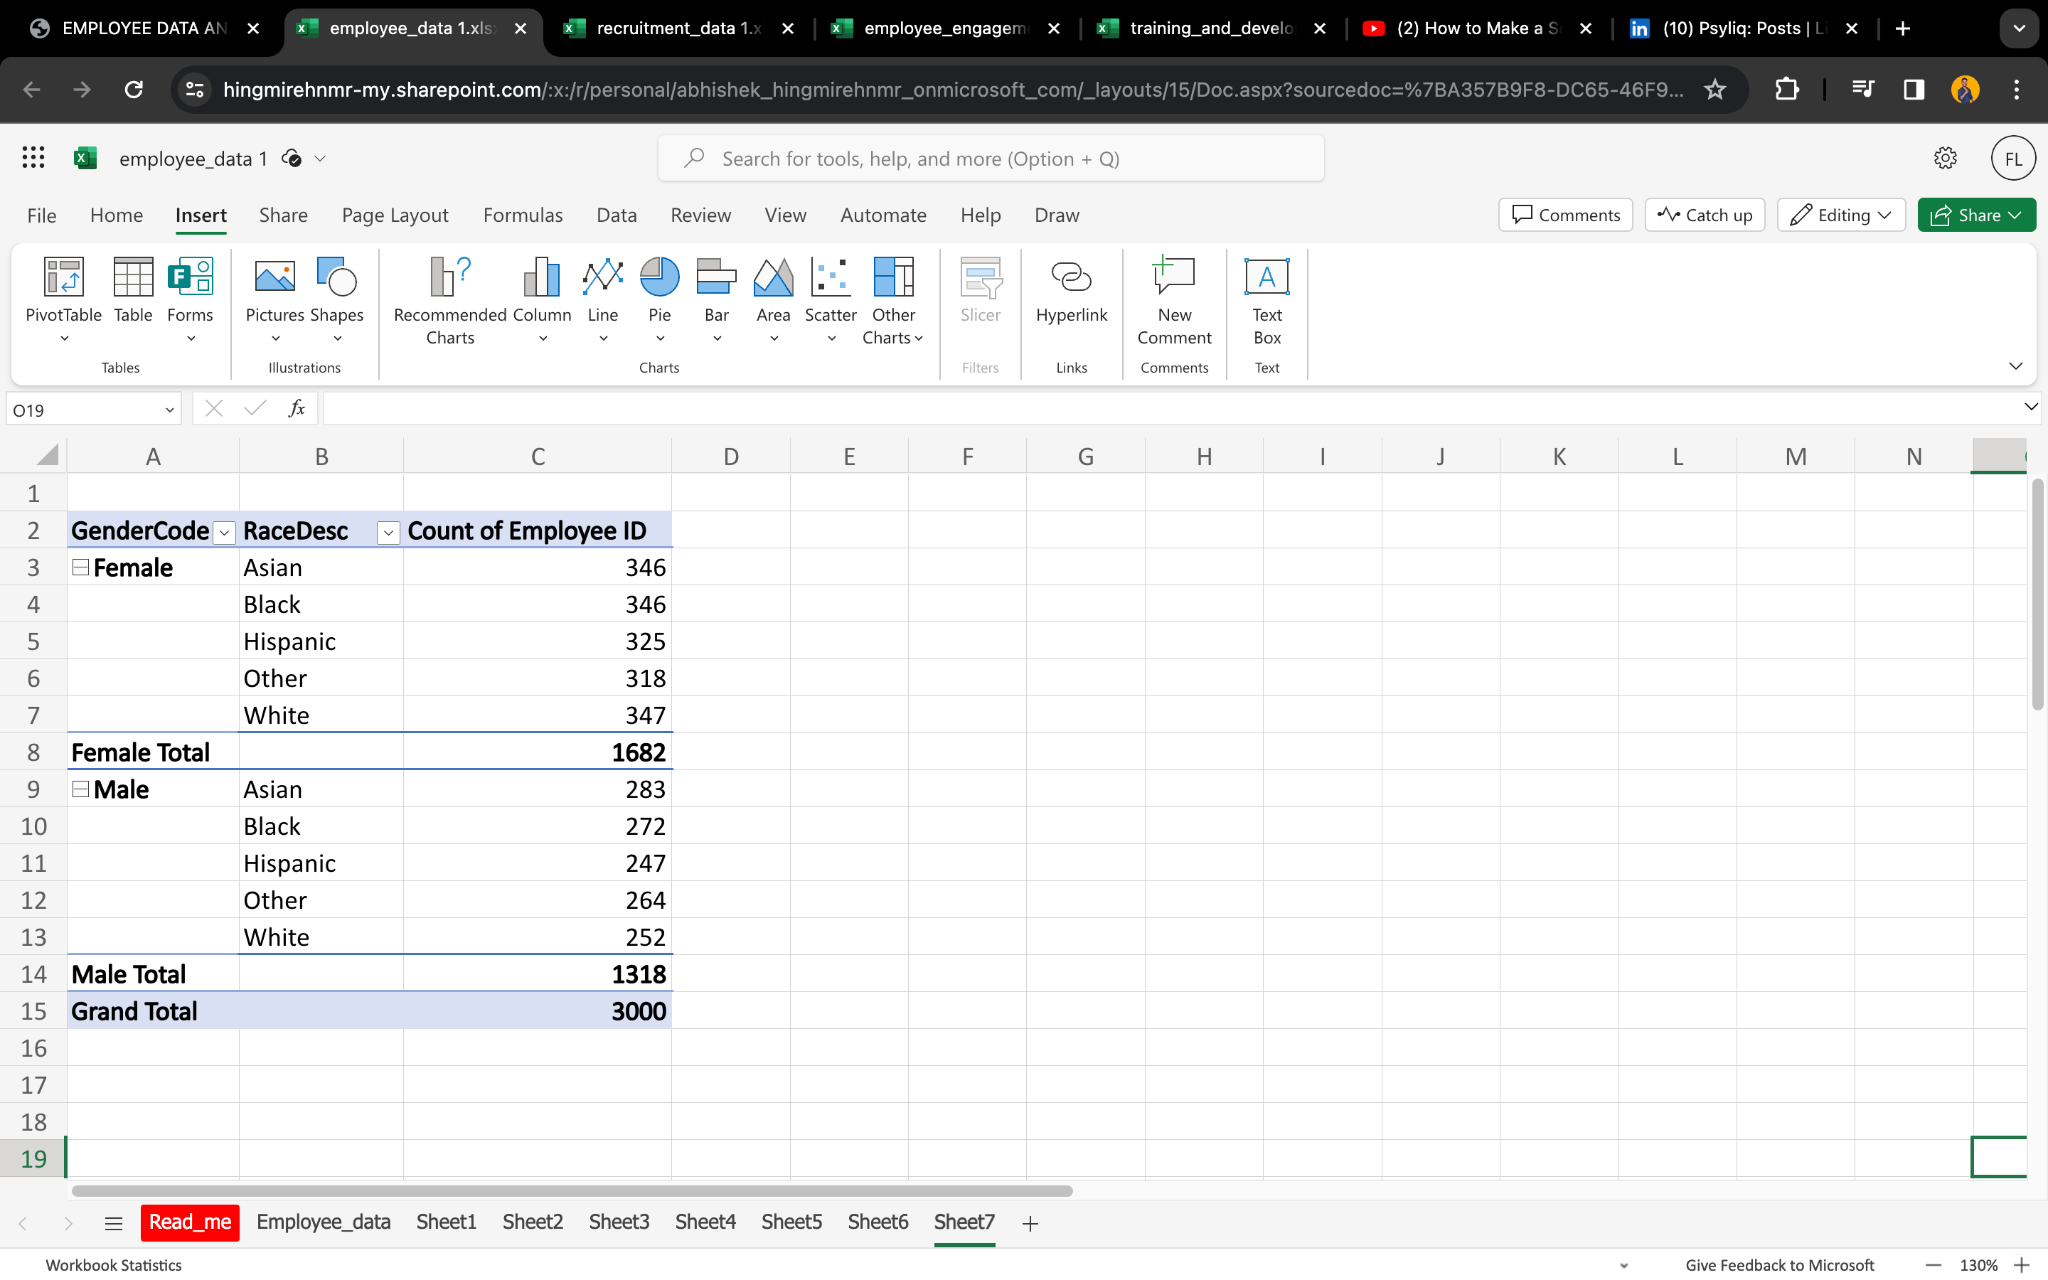 EMPLOYEE DATA AN
employee_data 1.xls
recruitment_data 1.x
employee_engagem
training_and_develo
(2) How to Make a S
in (10) Psyliq: Posts | Li
hingmirehnmr-my.sharepoint.com/:x:/r/personal/abhishek_hingmirehnmr_onmicrosoft_com/_layouts/15/Doc.aspx?sourcedoc=%7BA357B9F8-DC65-46F9...
employee_data 1
Search for tools, help, and more (Option + Q)
FL
File Home Insert Share Page Layout Formulas Data Review View Automate Help Draw
Comments Catch up Editing Share
PivotTable Table Forms Pictures Shapes Recommended Charts Column Line Pie Bar Area Scatter Other Charts Slicer Hyperlink New Comment Text Box
Tables Illustrations Charts Filters Links Comments Text
O19 fx
A B C D E F G H I J K L M N
1
2 GenderCode RaceDesc Count of Employee ID
3 Female Asian 346
4 Black 346
5 Hispanic 325
6 Other 318
7 White 347
8 Female Total 1682
9 Male Asian 283
10 Black 272
11 Hispanic 247
12 Other 264
13 White 252
14 Male Total 1318
15 Grand Total 3000
16
17
18
19
Read_me Employee_data Sheet1 Sheet2 Sheet3 Sheet4 Sheet5 Sheet6 Sheet7
Workbook Statistics Give Feedback to Microsoft 130%